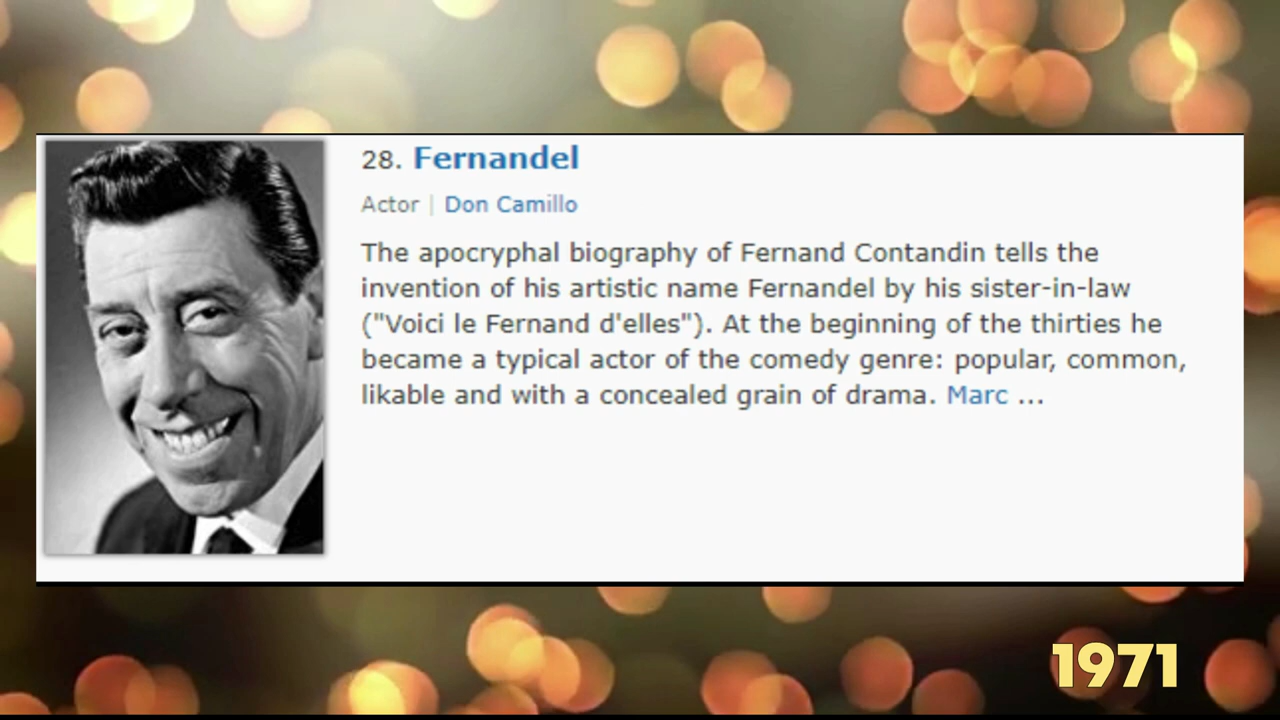 28. Fernandel
Actor | Don Camillo
The apocryphal biography of Fernand Contandin tells the
invention of his artistic name Fernandel by his sister-in-law
("Voici le Fernand d'elles"). At the beginning of the thirties he
became a typical actor of the comedy genre: popular, common,
likable and with a concealed grain of drama. Marc ...
1971